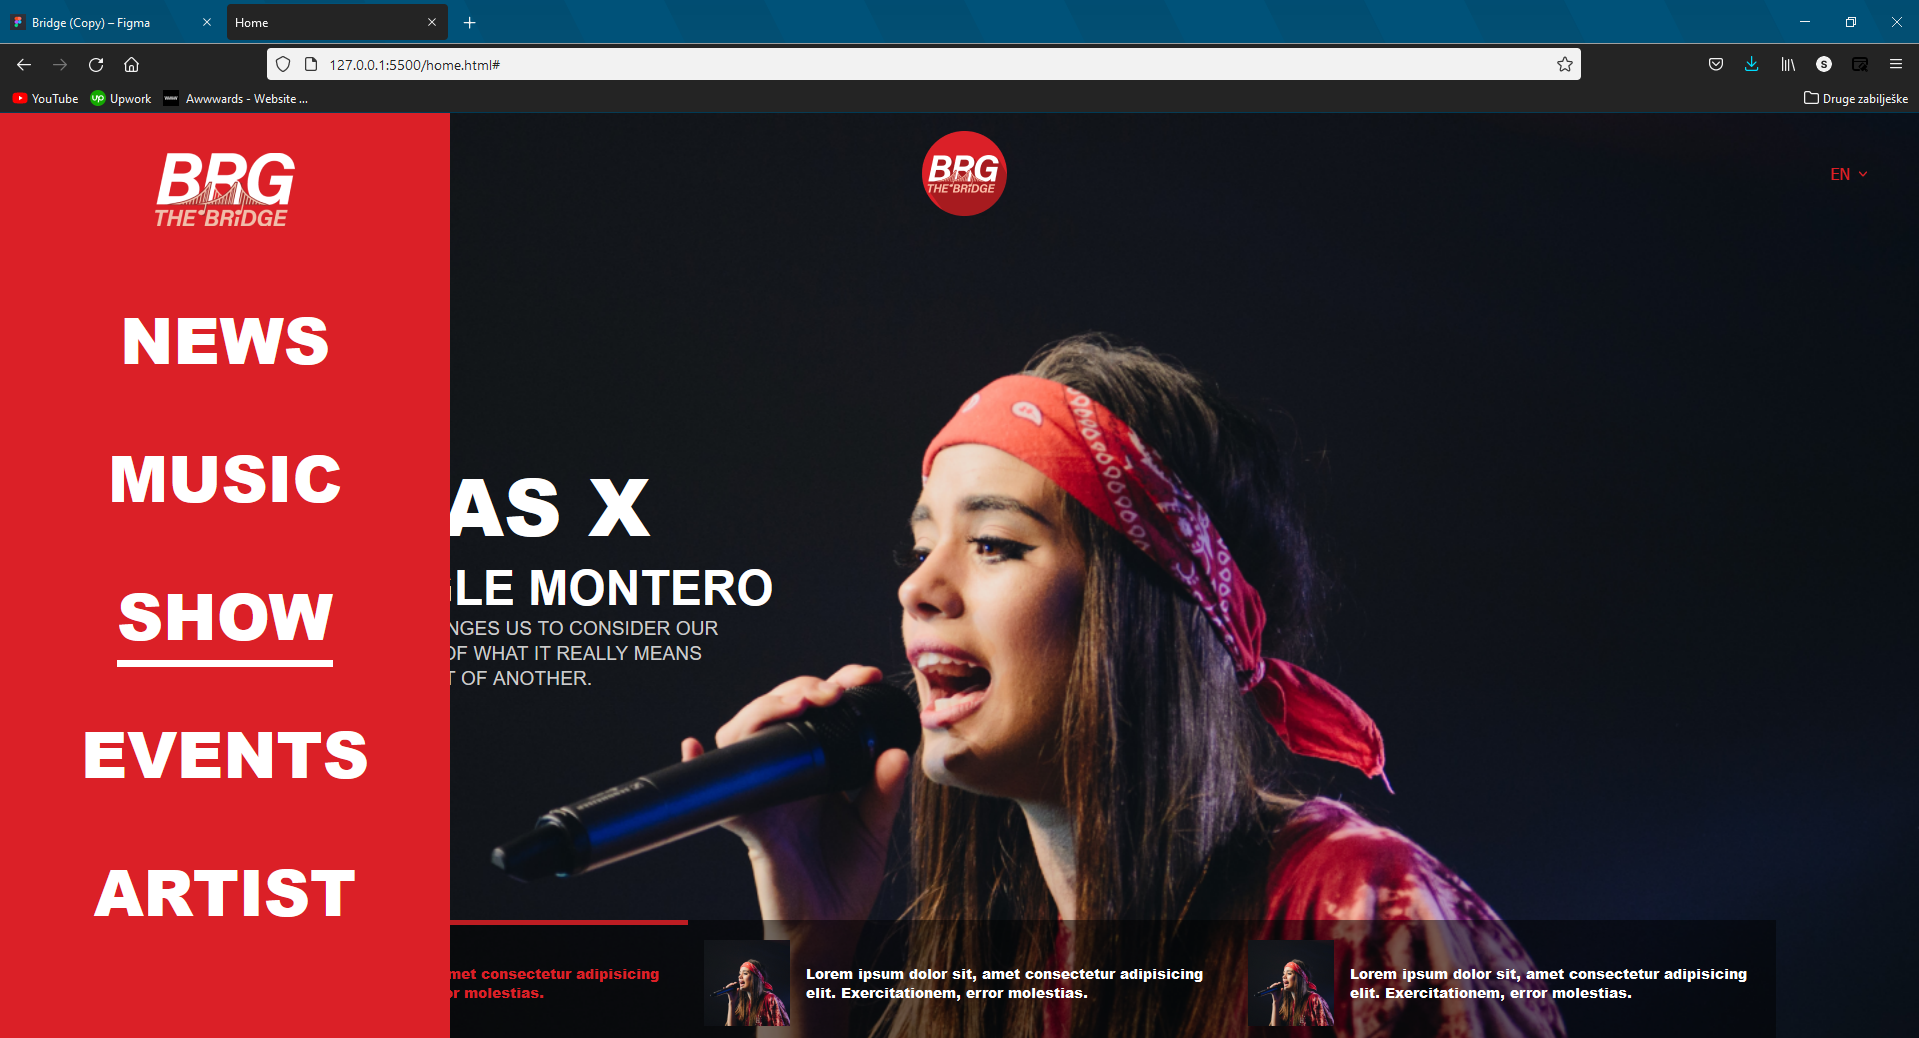 Bridge (Copy) – Figma
Home
127.0.0.1:5500/home.html#
S
YouTube
up Upwork
Awwwards - Website ...
Druge zabilješke
BRG
THE BRiDGE
BRG
THE BRiDGE
EN
NEWS
MUSIC
SHOW
EVENTS
ARTIST
AS X
GLE MONTERO
NGES US TO CONSIDER OUR
OF WHAT IT REALLY MEANS
T OF ANOTHER.
met consectetur adipisicing
or molestias.
Lorem ipsum dolor sit, amet consectetur adipisicing
elit. Exercitationem, error molestias.
Lorem ipsum dolor sit, amet consectetur adipisicing
elit. Exercitationem, error molestias.